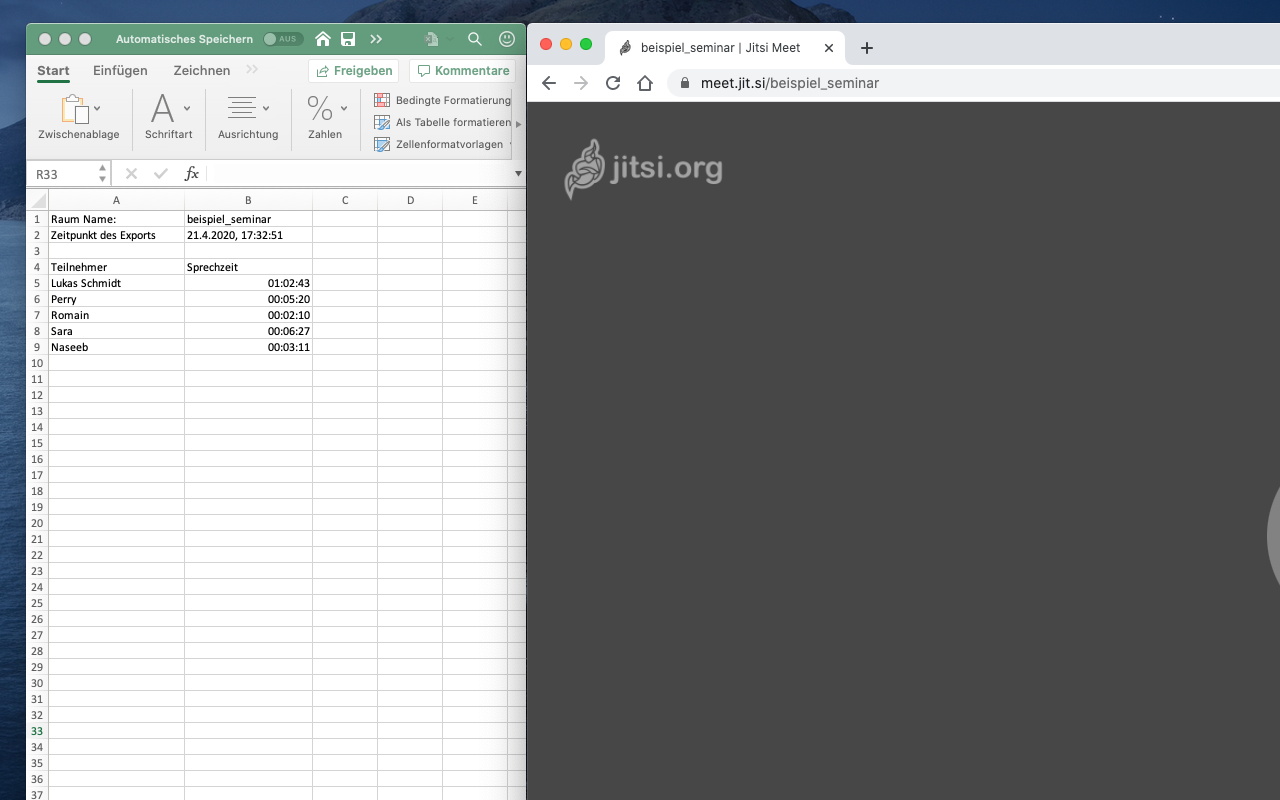 Automatisches Speichern AUS
Start Einfügen Zeichnen Freigeben Kommentare
Zwischenablage Schriftart Ausrichtung % Zahlen
Bedingte Formatierung
Als Tabelle formatieren
Zellenformatvorlagen
R33 fx
A B C D E
1 Raum Name: beispiel_seminar
2 Zeitpunkt des Exports 21.4.2020, 17:32:51
3
4 Teilnehmer Sprechzeit
5 Lukas Schmidt 01:02:43
6 Perry 00:05:20
7 Romain 00:02:10
8 Sara 00:06:27
9 Naseeb 00:03:11
10
11
12
13
14
15
16
17
18
19
20
21
22
23
24
25
26
27
28
29
30
31
32
33
34
35
36
37
beispiel_seminar | Jitsi Meet
meet.jit.si/beispiel_seminar
jitsi.org